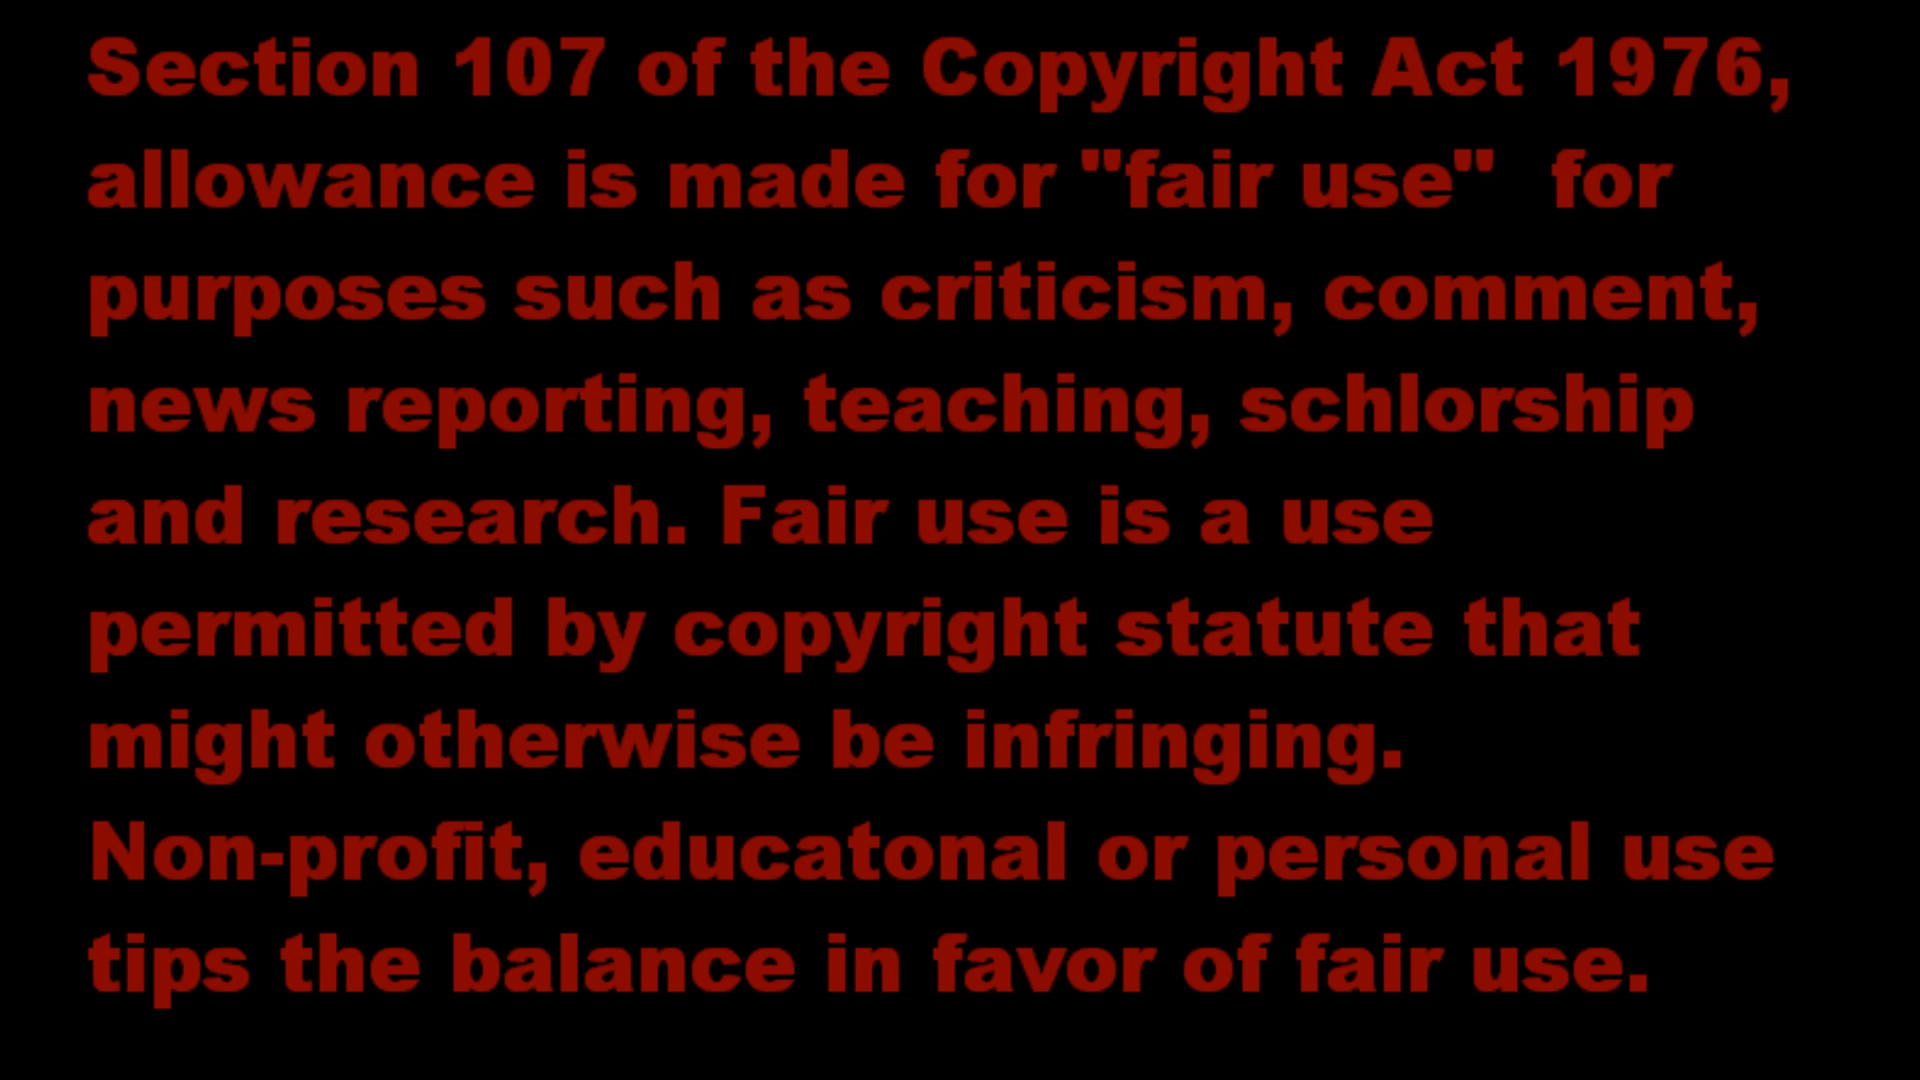 Section 107 of the Copyright Act 1976,
allowance is made for "fair use"  for
purposes such as criticism, comment,
news reporting, teaching, schlorship
and research. Fair use is a use
permitted by copyright statute that
might otherwise be infringing.
Non-profit, educatonal or personal use
tips the balance in favor of fair use.